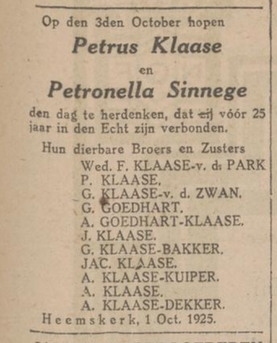 Op den 3den October hopen
Petrus Klaase
en
Petronella Sinnege
den dag te herdenken, dat zij vóór 25
jaar in den Echt zijn verbonden.
Hun dierbare Broers en Zusters
Wed. F. KLAASE-v. ds PARK
P. KLAASE.
G. KLAASE-v. d. ZWAN.
G. GOEDHART.
A. GOEDHART-KLAASE.
J. KLAASE.
G. KLAASE-BAKKER.
JAC. KLAASE.
A. KLAASE-KUIPER.
A. KLAASE.
A. KLAASE-DEKKER.
Heemskerk, 1 Oct. 1925.